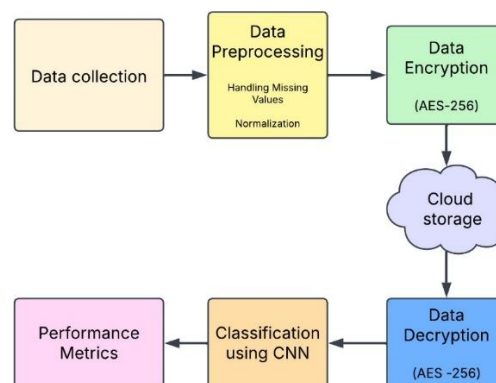 Data collection
Data
Preprocessing
Handling Missing
Values
Normalization
Data
Encryption
(AES-256)
Cloud
storage
Data
Decryption
(AES -256)
Classification
using CNN
Performance
Metrics